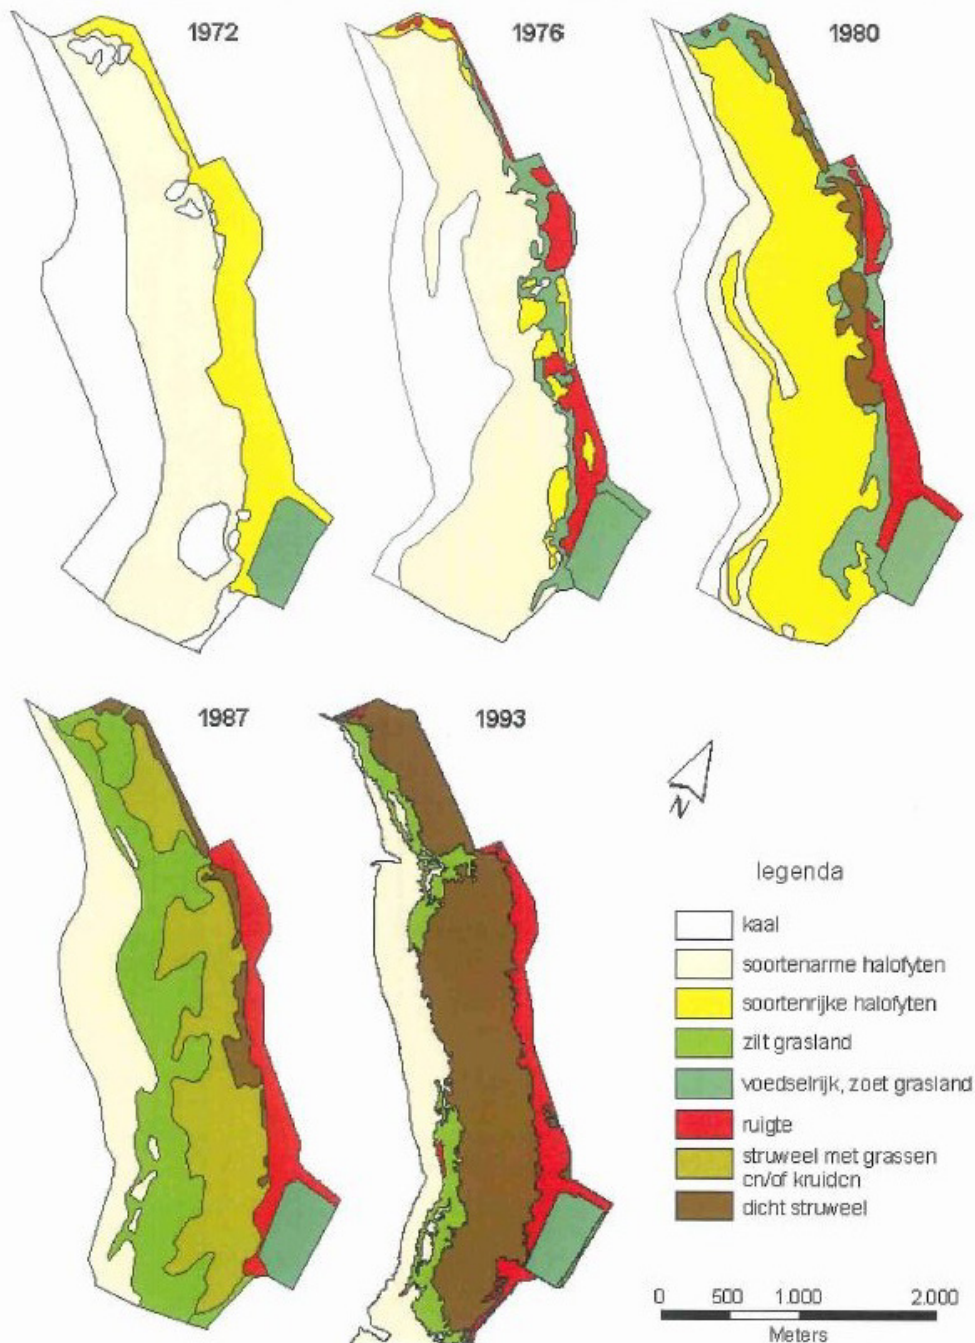 1972
1976
1980
1987
1993
N
legenda
kaal
soortenarme halofyten
soortenrijke halofyten
zilt grasland
voedselrijk, zoet grasland
ruigte
struweel met grassen
en/of kruiden
dicht struweel
0 500 1.000 2.000
Meters